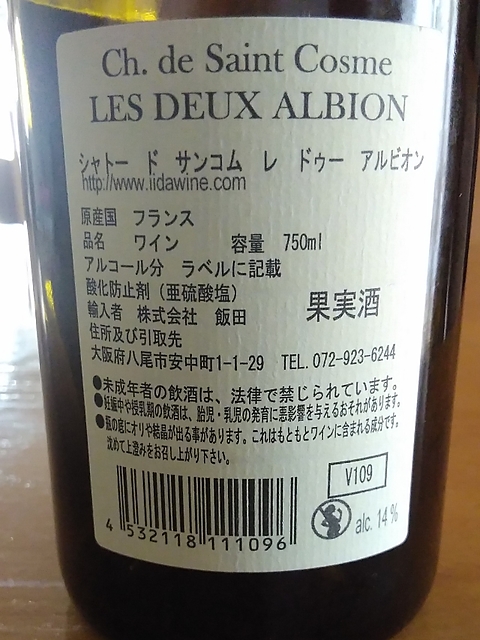 Ch. de Saint Cosme
LES DEUX ALBION
シャトー ド サンコム レ ドゥー アルビオン
http://www.iidawine.com
原産国 フランス
品名 ワイン 容量 750ml
アルコール分 ラベルに記載
酸化防止剤（亜硫酸塩）
輸入者 株式会社 飯田 果実酒
住所及び引取先
大阪府八尾市安中町1-1-29 TEL.072-923-6244
●未成年者の飲酒は、法律で禁じられています。
●妊娠中や授乳期の飲酒は、胎児・乳児の発育に悪影響を与えるおそれがあります。
●瓶の底にオリや結晶が出る事があります。これはもともとワインに含まれる成分です。
沈めて上澄みをお召し上がり下さい。
V109
4 532118 111096
alc. 14 %